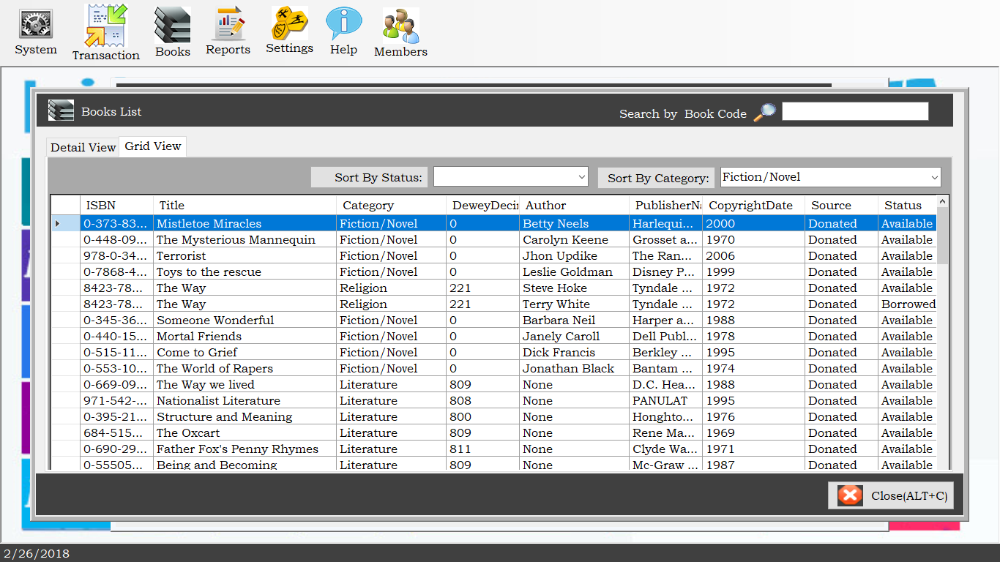 System Transaction Books Reports Settings Help Members
Books List
Search by Book Code
Detail View Grid View
Sort By Status: Sort By Category: Fiction/Novel
ISBN Title Category DeweyDeci Author PublisherN CopyrightDate Source Status
0-373-83... Mistletoe Miracles Fiction/Novel 0 Betty Neels Harlequi... 2000 Donated Available
0-448-09... The Mysterious Mannequin Fiction/Novel 0 Carolyn Keene Grosset a... 1970 Donated Available
978-0-34... Terrorist Fiction/Novel 0 Jhon Updike The Ran... 2006 Donated Available
0-7868-4... Toys to the rescue Fiction/Novel 0 Leslie Goldman Disney P... 1999 Donated Available
8423-78... The Way Religion 221 Steve Hoke Tyndale ... 1972 Donated Available
8423-78... The Way Religion 221 Terry White Tyndale ... 1972 Donated Borrowed
0-345-36... Someone Wonderful Fiction/Novel 0 Barbara Neil Harper a... 1988 Donated Available
0-440-15... Mortal Friends Fiction/Novel 0 Janely Caroll Dell Publ... 1978 Donated Available
0-515-11... Come to Grief Fiction/Novel 0 Dick Francis Berkley ... 1995 Donated Available
0-553-10... The World of Rapers Fiction/Novel 0 Jonathan Black Bantam ... 1974 Donated Available
0-669-09... The Way we lived Literature 809 None D.C. Hea... 1988 Donated Available
971-542-... Nationalist Literature Literature 808 None PANULAT 1995 Donated Available
0-395-21... Structure and Meaning Literature 800 None Honghto... 1976 Donated Available
684-515... The Oxcart Literature 809 None Rene Ma... 1969 Donated Available
0-690-29... Father Fox's Penny Rhymes Literature 811 None Clyde Wa... 1971 Donated Available
0-55505... Being and Becoming Literature 809 None Mc-Graw ... 1987 Donated Available
Close(ALT+C)
2/26/2018